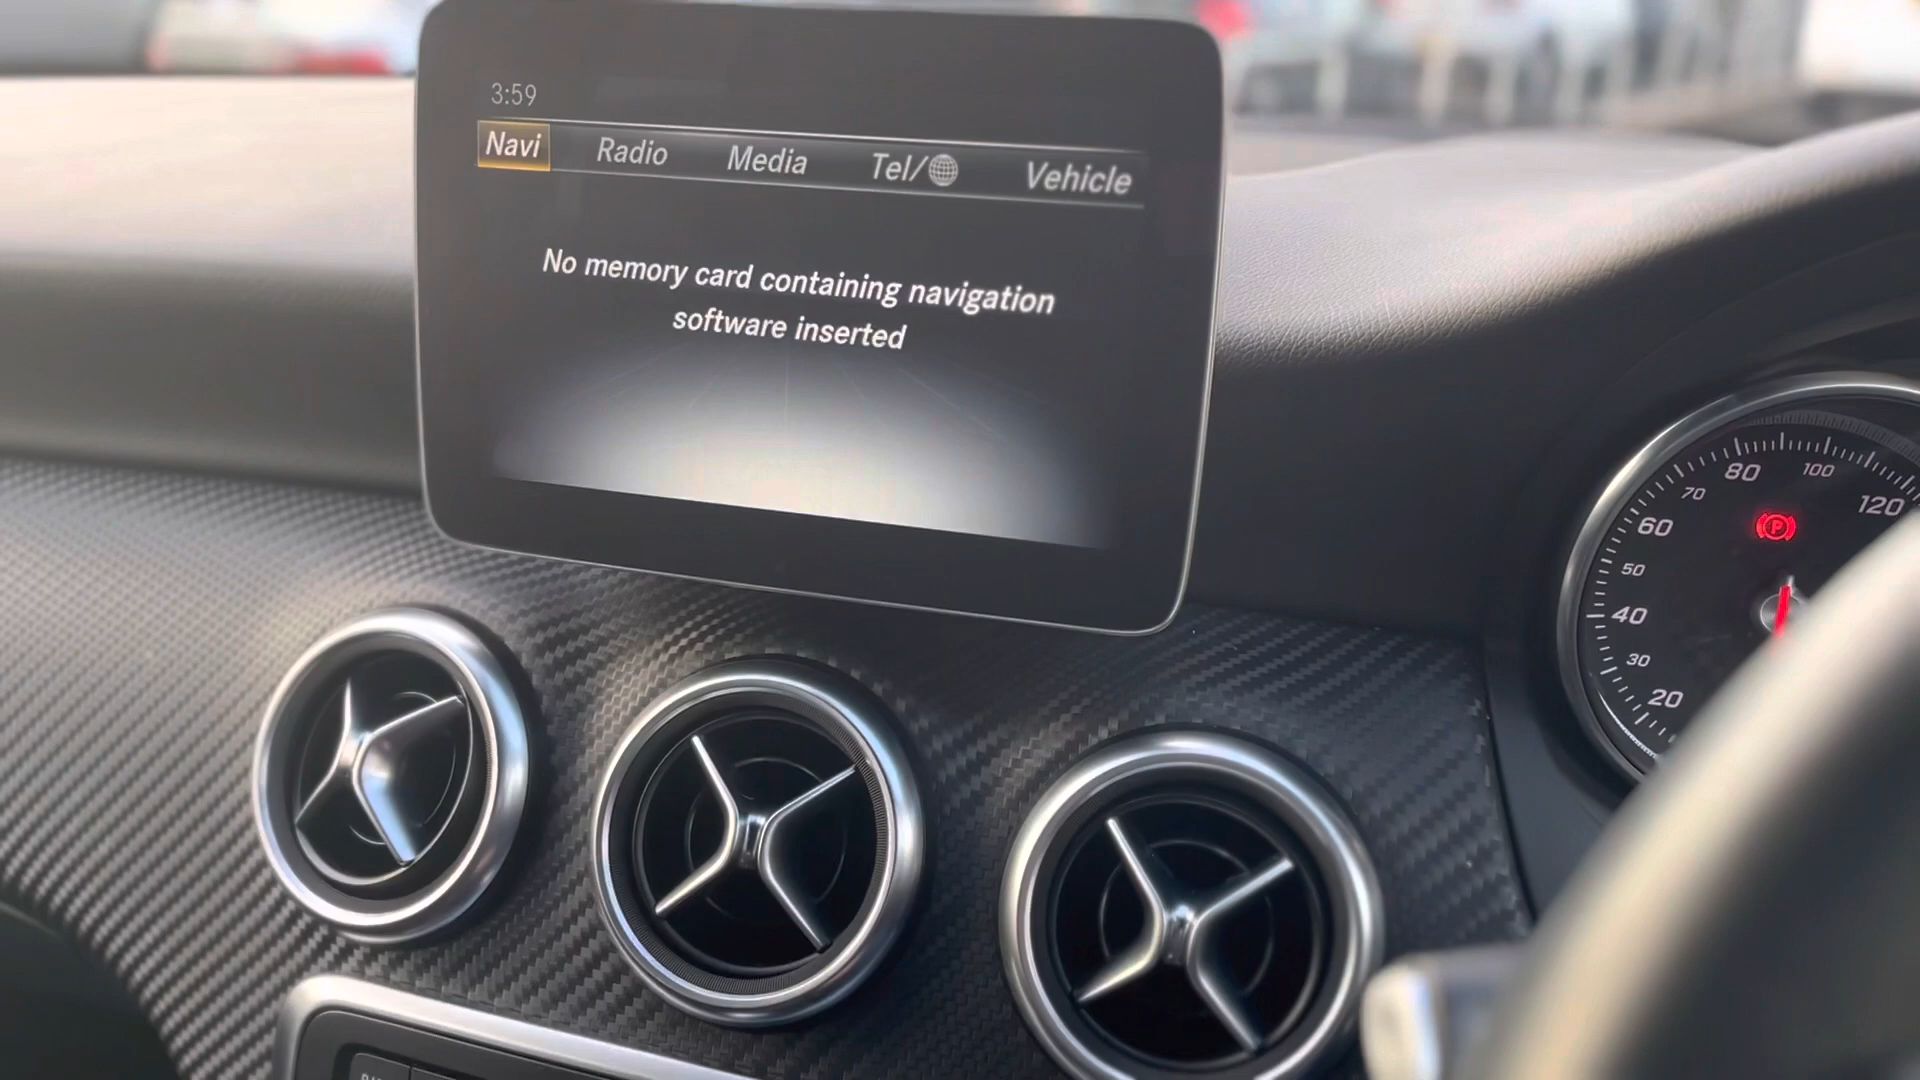 3:59
Navi Radio Media Tel/ Vehicle
No memory card containing navigation
software inserted
80 100
70 120
60
50
40
30
20
P